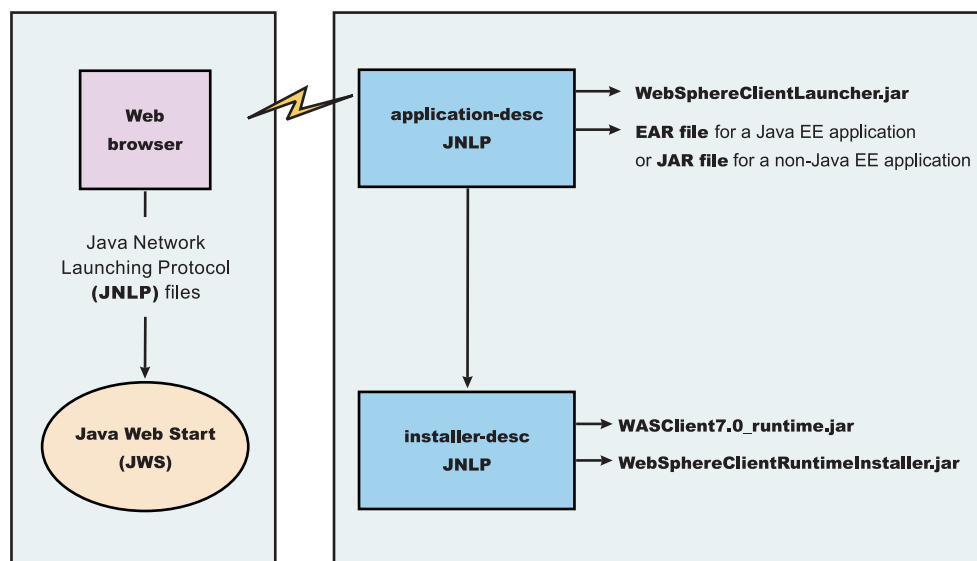 Web
browser
Java Network
Launching Protocol
(JNLP) files
Java Web Start
(JWS)
application-desc
JNLP
WebSphereClientLauncher.jar
EAR file for a Java EE application
or JAR file for a non-Java EE application
installer-desc
JNLP
WASClient7.0_runtime.jar
WebSphereClientRuntimeInstaller.jar